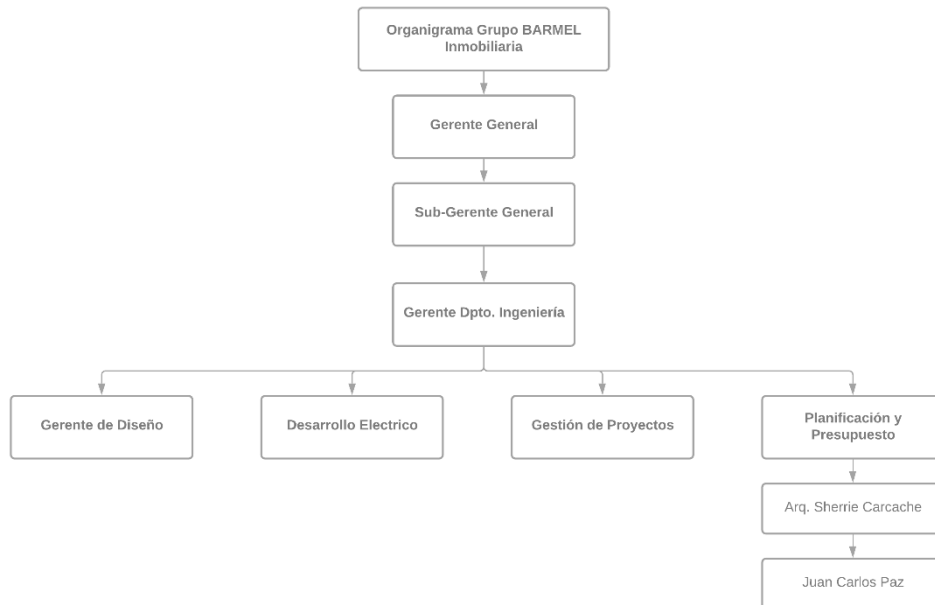 Organigrama Grupo BARMEL
Inmobiliaria
Gerente General
Sub-Gerente General
Gerente Dpto. Ingeniería
Gerente de Diseño
Desarrollo Electrico
Gestión de Proyectos
Planificación y
Presupuesto
Arq. Sherrie Carcache
Juan Carlos Paz